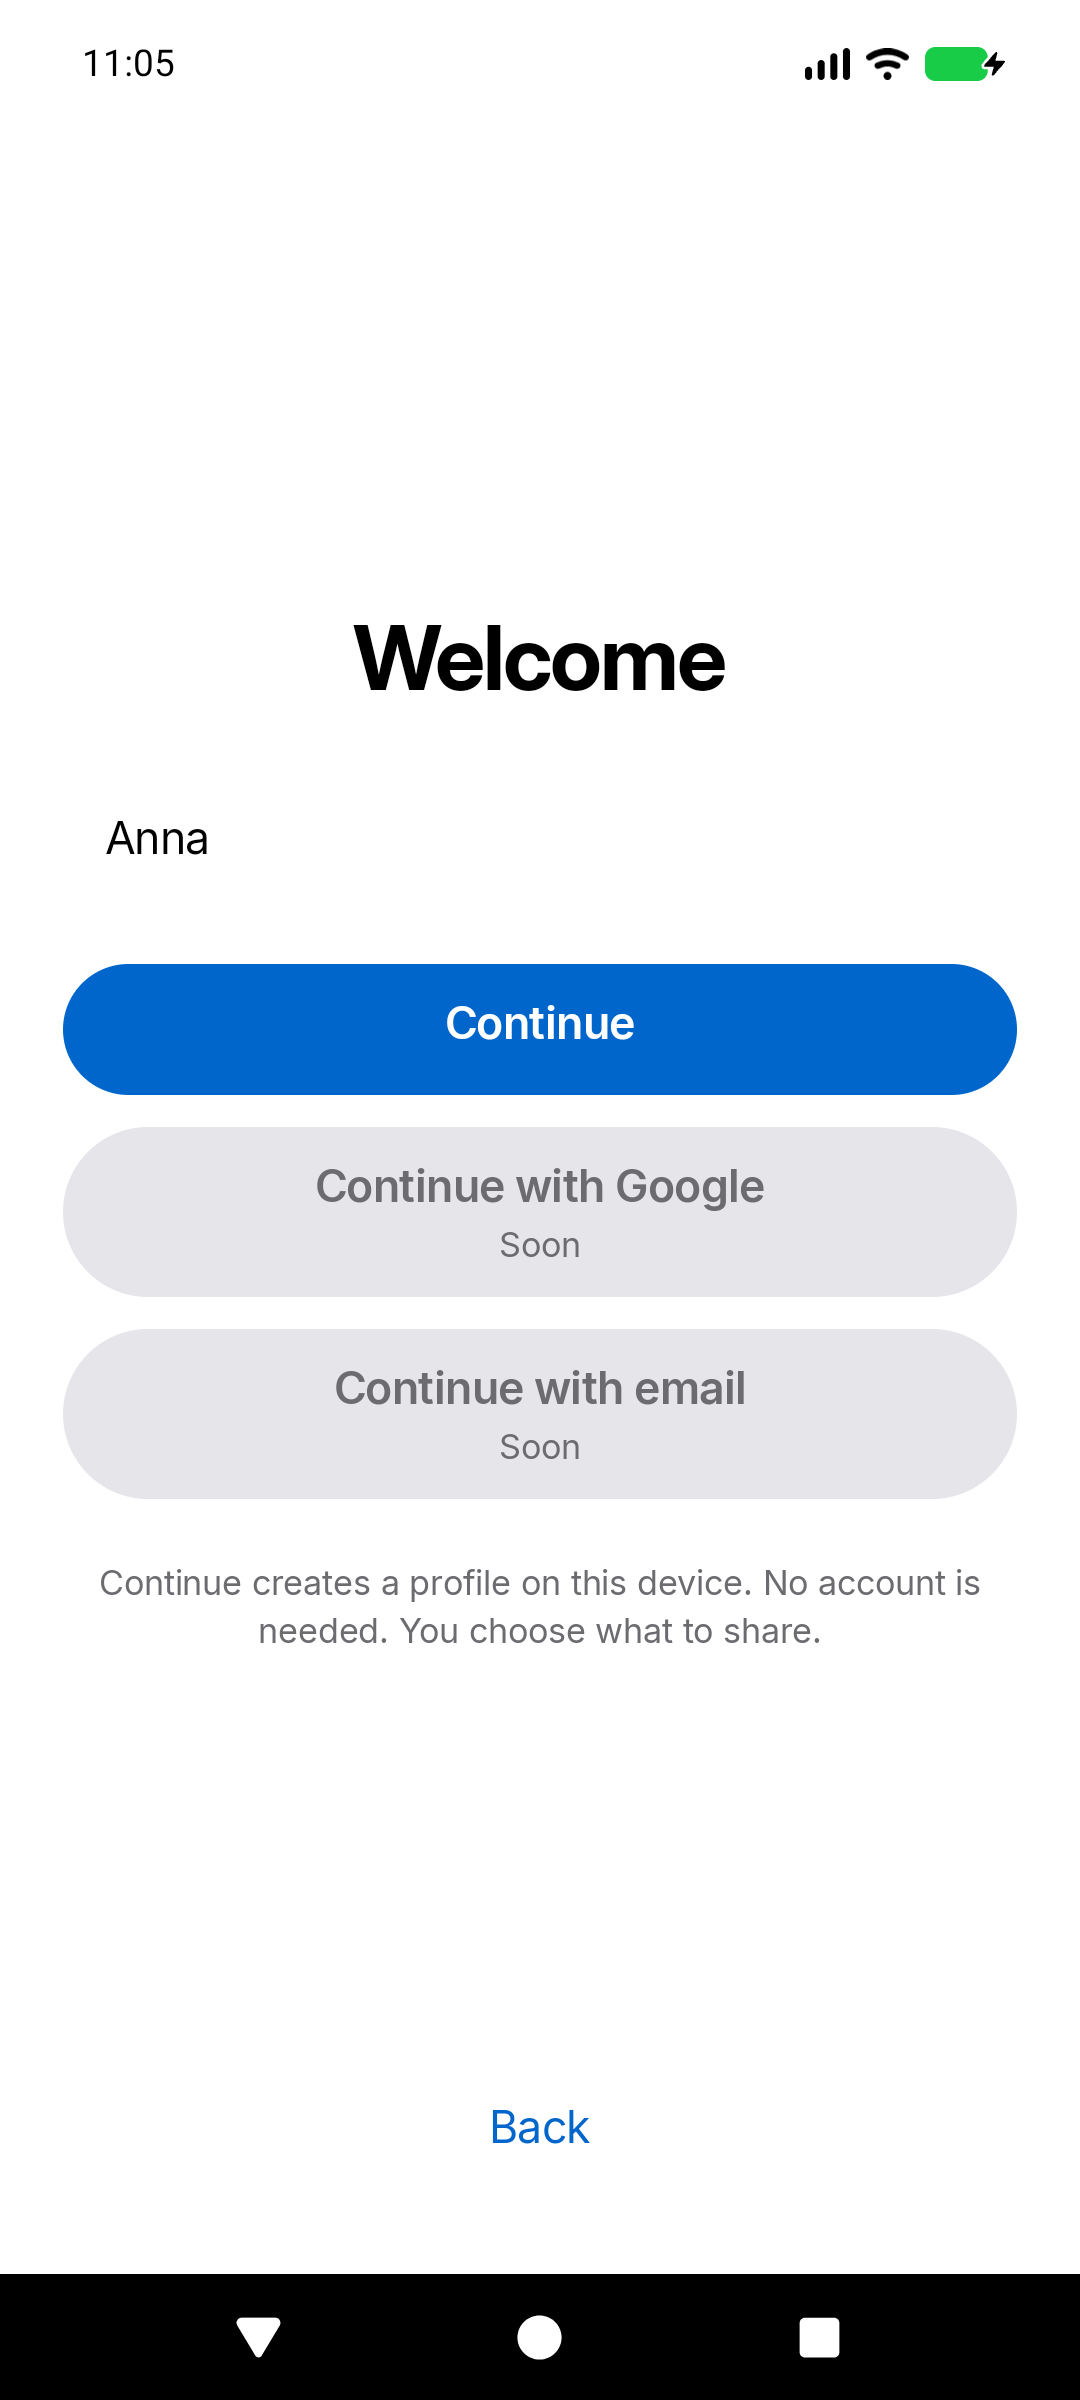 11:05
Welcome
Anna
Continue
Continue with Google
Soon
Continue with email
Soon
Continue creates a profile on this device. No account is
needed. You choose what to share.
Back